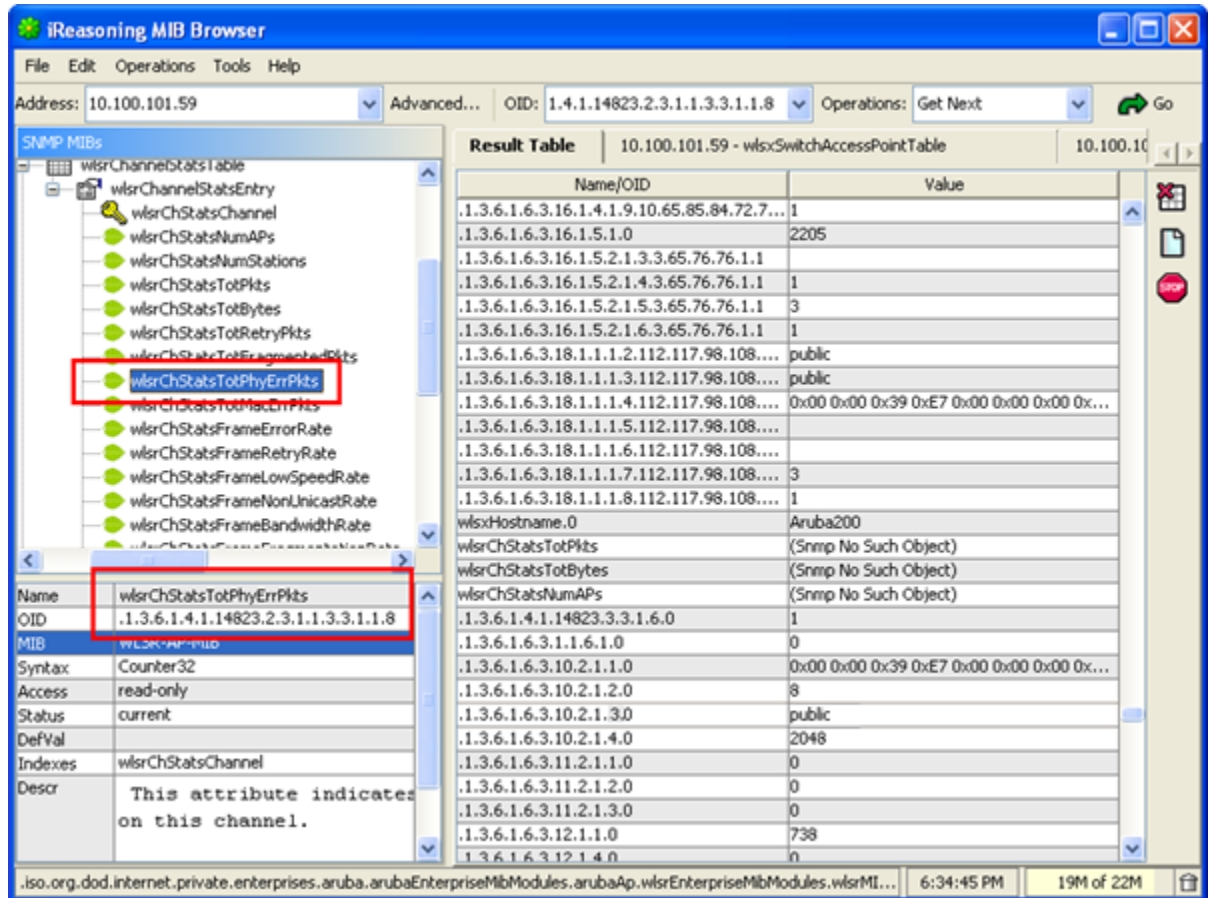 iReasoning MIB Browser
File Edit Operations Tools Help
Address: 10.100.101.59 Advanced... OID: 1.4.1.14823.2.3.1.1.3.3.1.1.8 Operations: Get Next Go
SNMP MIBs
wlsrChannelStatsTable
wlsrChannelStatsEntry
wlsrChStatsChannel
wlsrChStatsNumAPs
wlsrChStatsNumStations
wlsrChStatsTotPkts
wlsrChStatsTotBytes
wlsrChStatsTotRetryPkts
wlsrChStatsTotFragmentedPkts
wlsrChStatsTotPhyErrPkts
wlsrChStatsTotMacErrPkts
wlsrChStatsFrameErrorRate
wlsrChStatsFrameRetryRate
wlsrChStatsFrameLowSpeedRate
wlsrChStatsFrameNonUnicastRate
wlsrChStatsFrameBandwidthRate
wlsrChStatsFrameFragmentationRate
Name wlsrChStatsTotPhyErrPkts
OID .1.3.6.1.4.1.14823.2.3.1.1.3.3.1.1.8
MIB WLSR-AP-MIB
Syntax Counter32
Access read-only
Status current
DefVal
Indexes wlsrChStatsChannel
Descr This attribute indicates
on this channel.
Result Table 10.100.101.59 - wlsxSwitchAccessPointTable 10.100.10
Name/OID Value
.1.3.6.1.6.3.16.1.4.1.9.10.65.85.84.72.7... 1
.1.3.6.1.6.3.16.1.5.1.0 2205
.1.3.6.1.6.3.16.1.5.2.1.3.3.65.76.76.1.1
.1.3.6.1.6.3.16.1.5.2.1.4.3.65.76.76.1.1 1
.1.3.6.1.6.3.16.1.5.2.1.5.3.65.76.76.1.1 3
.1.3.6.1.6.3.16.1.5.2.1.6.3.65.76.76.1.1 1
.1.3.6.1.6.3.18.1.1.1.2.112.117.98.108.... public
.1.3.6.1.6.3.18.1.1.1.3.112.117.98.108.... public
.1.3.6.1.6.3.18.1.1.1.4.112.117.98.108.... 0x00 0x00 0x39 0xE7 0x00 0x00 0x00 0x...
.1.3.6.1.6.3.18.1.1.1.5.112.117.98.108....
.1.3.6.1.6.3.18.1.1.1.6.112.117.98.108....
.1.3.6.1.6.3.18.1.1.1.7.112.117.98.108.... 3
.1.3.6.1.6.3.18.1.1.1.8.112.117.98.108.... 1
wlsxHostname.0 Aruba200
wlsrChStatsTotPkts (Snmp No Such Object)
wlsrChStatsTotBytes (Snmp No Such Object)
wlsrChStatsNumAPs (Snmp No Such Object)
.1.3.6.1.4.1.14823.3.3.1.6.0 1
.1.3.6.1.6.3.1.1.6.1.0 0
.1.3.6.1.6.3.10.2.1.1.0 0x00 0x00 0x39 0xE7 0x00 0x00 0x00 0x...
.1.3.6.1.6.3.10.2.1.2.0 8
.1.3.6.1.6.3.10.2.1.3.0 public
.1.3.6.1.6.3.10.2.1.4.0 2048
.1.3.6.1.6.3.11.2.1.1.0 0
.1.3.6.1.6.3.11.2.1.2.0 0
.1.3.6.1.6.3.11.2.1.3.0 0
.1.3.6.1.6.3.12.1.1.0 738
.1.3.6.1.6.3.12.1.4.0 0
STOP
.iso.org.dod.internet.private.enterprises.aruba.arubaEnterpriseMibModules.arubaAp.wlsrEnterpriseMibModules.wlsrMI... 6:34:45 PM 19M of 22M